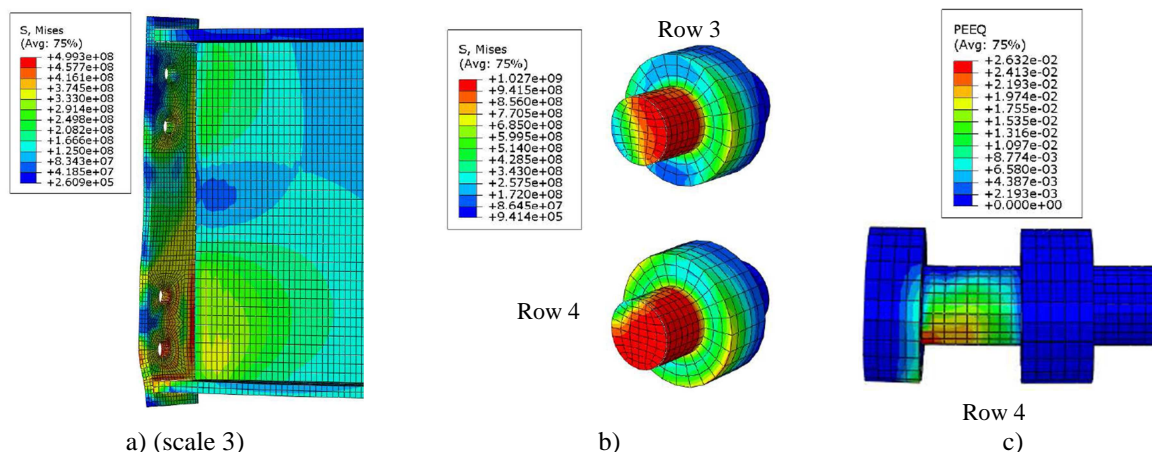 S, Mises
(Avg: 75%)
+4.993e+08
+4.577e+08
+4.161e+08
+3.745e+08
+3.330e+08
+2.914e+08
+2.498e+08
+2.082e+08
+1.666e+08
+1.250e+08
+8.343e+07
+4.185e+07
+2.609e+05
a) (scale 3)
Row 3
S, Mises
(Avg: 75%)
+1.027e+09
+9.415e+08
+8.560e+08
+7.705e+08
+6.850e+08
+5.995e+08
+5.140e+08
+4.285e+08
+3.430e+08
+2.575e+08
+1.720e+08
+8.645e+07
+9.414e+05
Row 4
b)
PEEQ
(Avg: 75%)
+2.632e-02
+2.413e-02
+2.193e-02
+1.974e-02
+1.755e-02
+1.535e-02
+1.316e-02
+1.097e-02
+8.774e-03
+6.580e-03
+4.387e-03
+2.193e-03
+0.000e+00
Row 4
c)